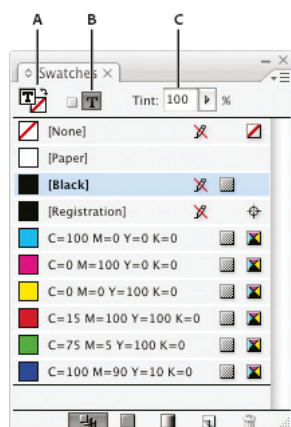 A B C
Swatches
T T Tint: 100 %
[None]
[Paper]
[Black]
[Registration]
C=100 M=0 Y=0 K=0
C=0 M=100 Y=0 K=0
C=0 M=0 Y=100 K=0
C=15 M=100 Y=100 K=0
C=75 M=5 Y=100 K=0
C=100 M=90 Y=10 K=0